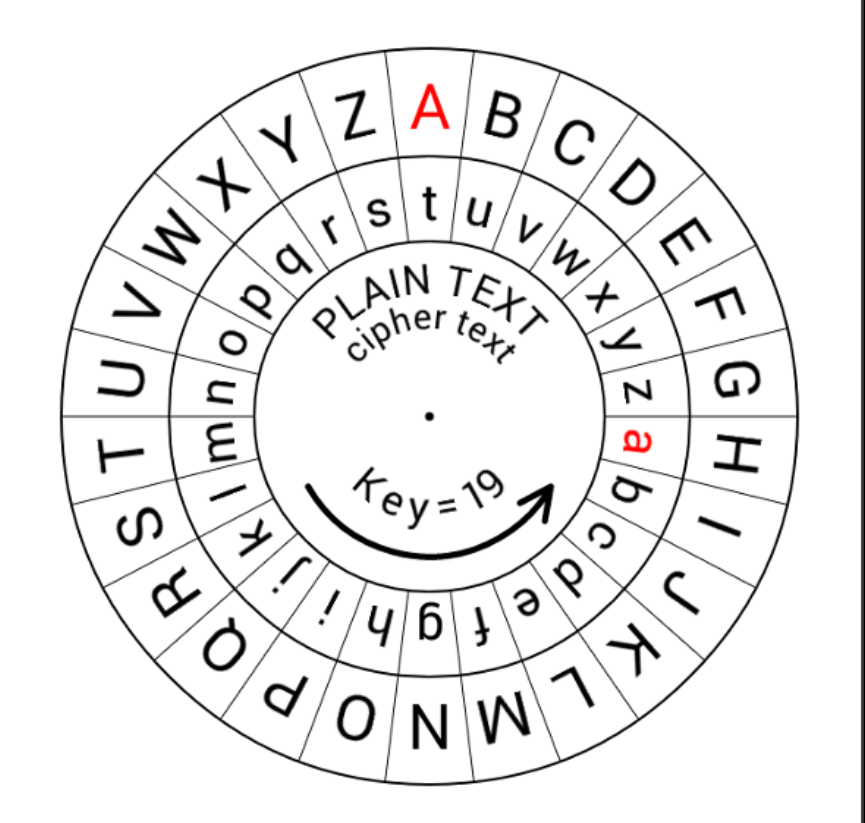 A B C D E F G H I J K L M N O P Q R S T U V W X Y Z
t u v w x y z a b c d e f g h i j k l m n o p q r s
PLAIN TEXT
cipher text
Key = 19